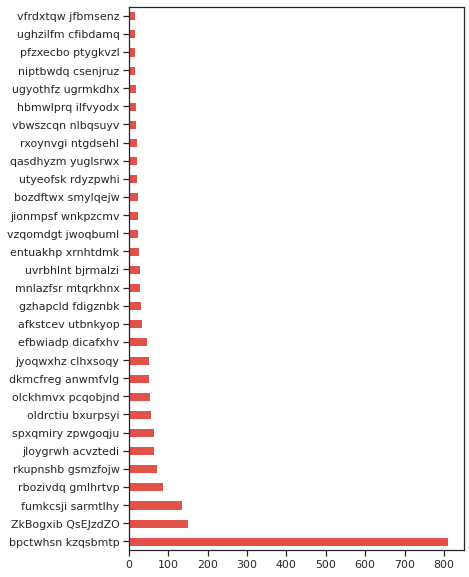 vfrdxtqw jfbmsenz
ughzilfm cfibdamq
pfzxecbo ptygkvzl
niptbwdq csenjruz
ugyothfz ugrmkdhx
hbmwlprq ilfvyodx
vbwszcqn nlbqsuyv
rxoynvgi ntgdsehl
qasdhyzm yuglsrwx
utyeofsk rdyzpwhi
bozdftwx smylqejw
jionmpsf wnkpzcmv
vzqomdgt jwoqbuml
entuakhp xrnhtdmk
uvrbhlnt bjrmalzi
mnlazfsr mtqrkhnx
gzhapcld fdigznbk
afkstcev utbnkyop
efbwiadp dicafxhv
jyoqwxhz clhxsoqy
dkmcfreg anwmfvlg
olckhmvx pcqobjnd
oldrctiu bxurpsyi
spxqmiry zpwgoqju
jloygrwh acvztedi
rkupnshb gsmzfojw
rbozivdq gmlhrtvp
fumkcsji sarmtlhy
ZkBogxib QsEJzdZO
bpctwhsn kzqsbmtp
0 100 200 300 400 500 600 700 800